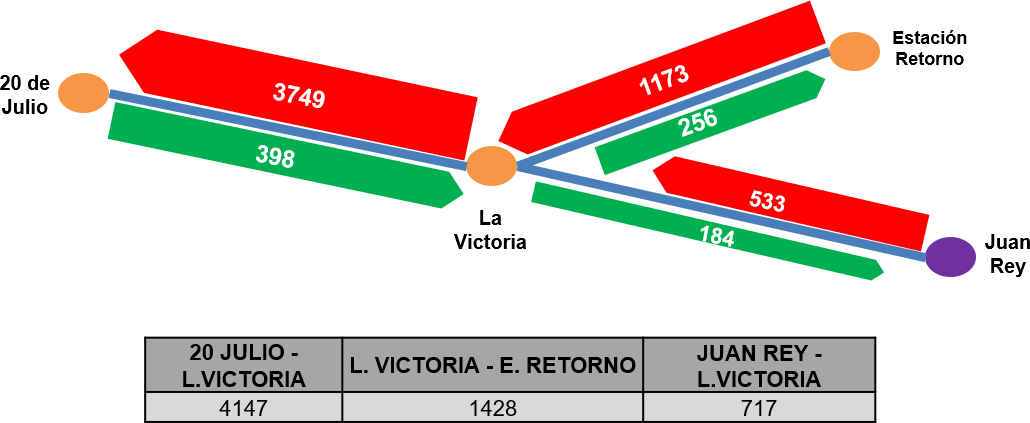 Estación
Retorno
1173
20 de
Julio
3749
256
398
533
La
Victoria
184
Juan
Rey
20 JULIO -
L.VICTORIA
L. VICTORIA - E. RETORNO
JUAN REY -
L.VICTORIA
4147
1428
717